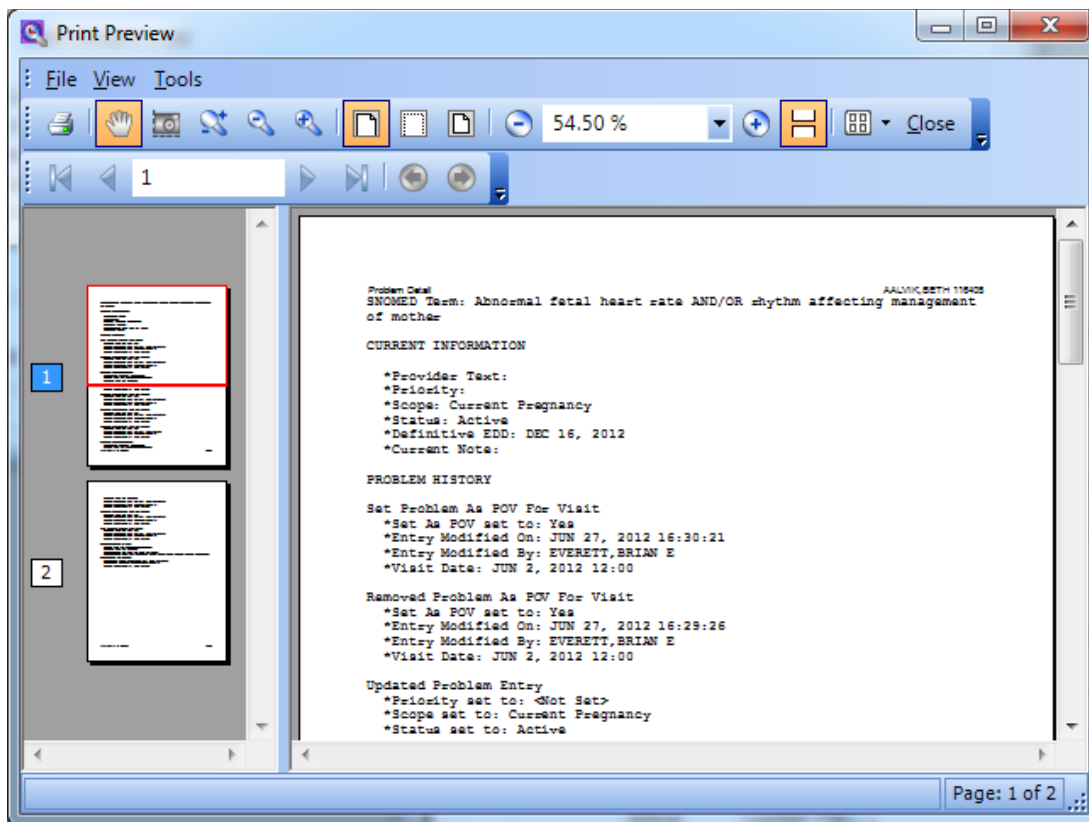 Print Preview
File View Tools
54.50 % Close
1
1
2
Problem Detail AALVIK,BETH 116405
SNOMED Term: Abnormal fetal heart rate AND/OR rhythm affecting management
of mother
CURRENT INFORMATION
*Provider Text:
*Priority:
*Scope: Current Pregnancy
*Status: Active
*Definitive EDD: DEC 16, 2012
*Current Note:
PROBLEM HISTORY
Set Problem As POV For Visit
*Set As POV set to: Yes
*Entry Modified On: JUN 27, 2012 16:30:21
*Entry Modified By: EVERETT,BRIAN E
*Visit Date: JUN 2, 2012 12:00
Removed Problem As POV For Visit
*Set As POV set to: Yes
*Entry Modified On: JUN 27, 2012 16:29:26
*Entry Modified By: EVERETT,BRIAN E
*Visit Date: JUN 2, 2012 12:00
Updated Problem Entry
*Priority set to: <Not Set>
*Scope set to: Current Pregnancy
*Status set to: Active
Page: 1 of 2